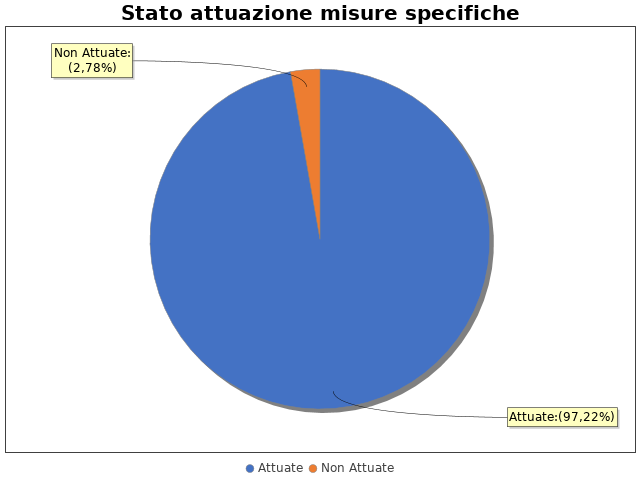 Stato attuazione misure specifiche
Non Attuate:
(2,78%)
Attuate:(97,22%)
Attuate Non Attuate